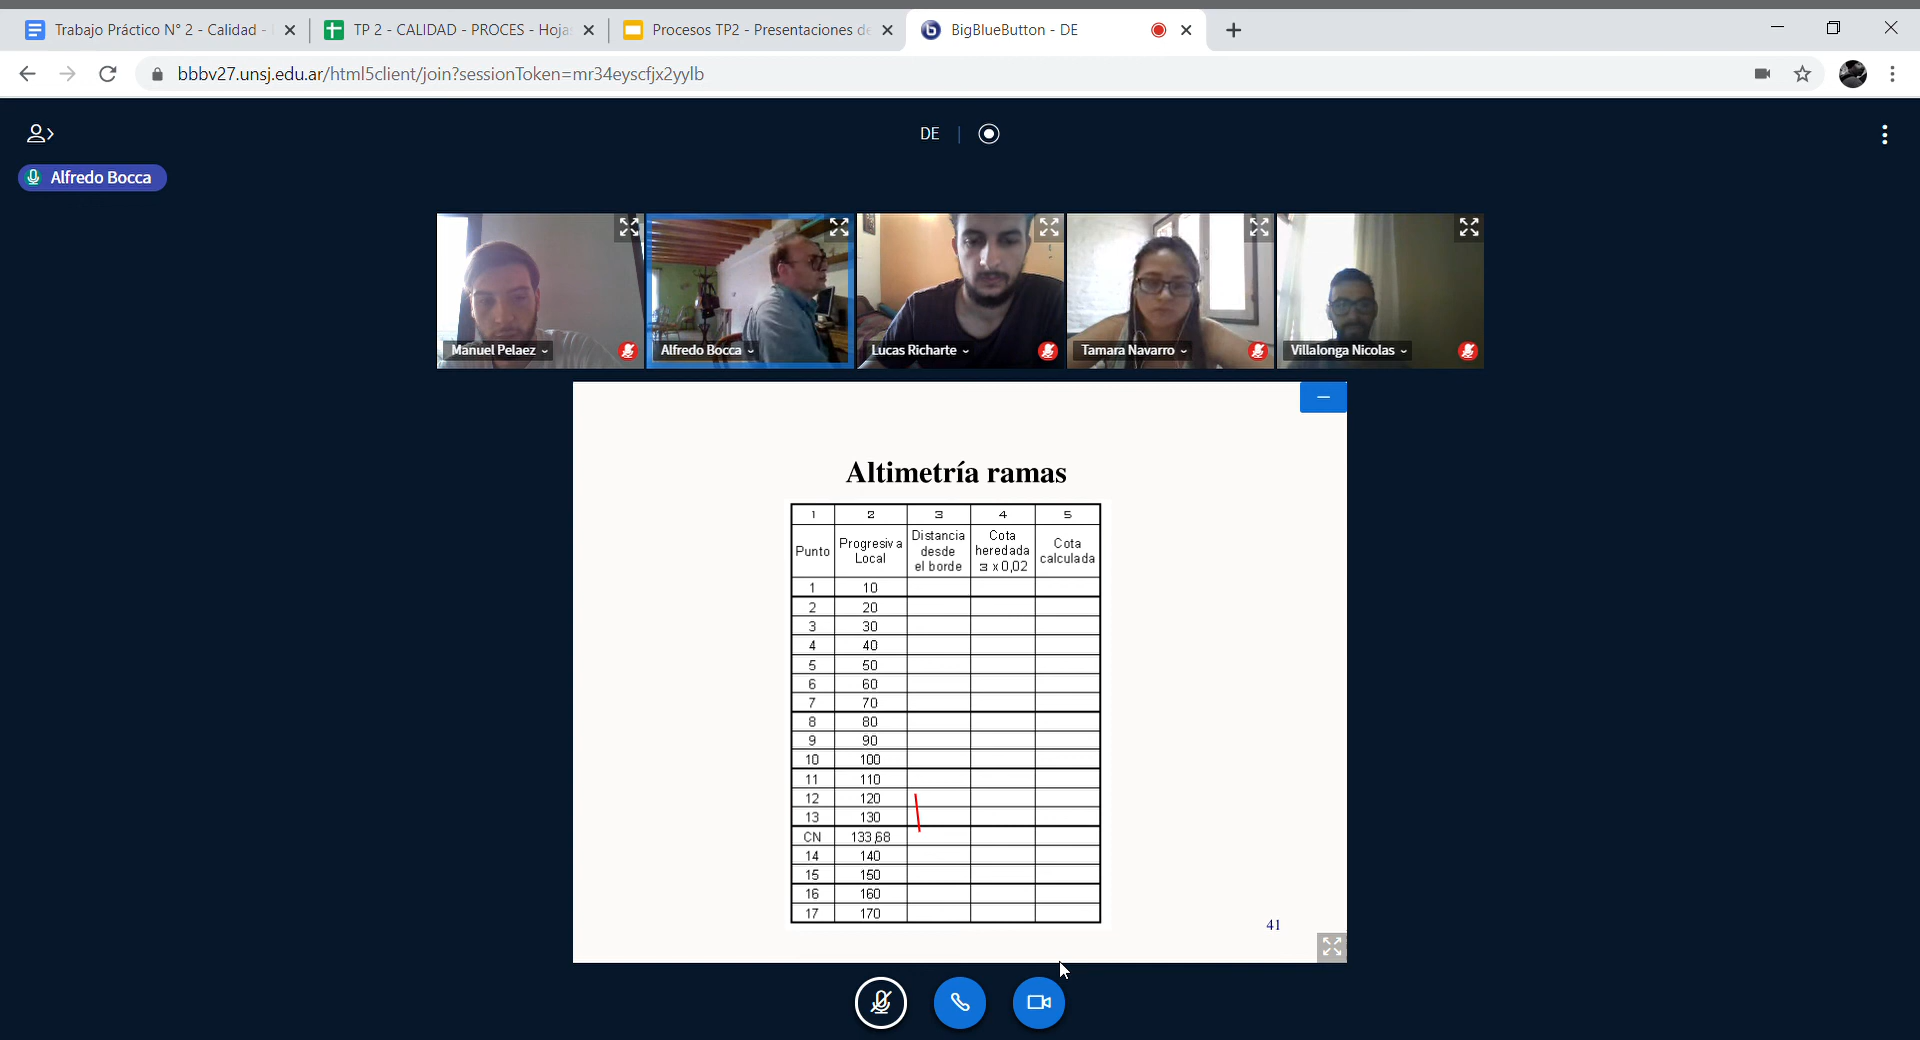 Trabajo Práctico N° 2 - Calidad -
TP 2 - CALIDAD - PROCES - Hoja
Procesos TP2 - Presentaciones de
BigBlueButton - DE
bbbv27.unsj.edu.ar/html5client/join?sessionToken=mr34eyscfjx2yylb
DE
Alfredo Bocca
Manuel Pelaez
Alfredo Bocca
Lucas Richarte
Tamara Navarro
Villalonga Nicolas
Altimetría ramas
1 2 3 4 5
Punto Progresiva Local Distancia desde el borde Cota heredada 3 x 0,02 Cota calculada
1 10
2 20
3 30
4 40
5 50
6 60
7 70
8 80
9 90
10 100
11 110
12 120
13 130
CN 133,68
14 140
15 150
16 160
17 170
41